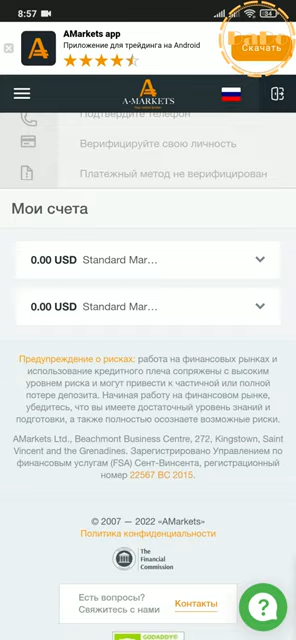 8:57
34
AMarkets app
Приложение для трейдинга на Android
Скачать
A·MARKETS
Подтвердите телефон
Верифицируйте свою личность
Платежный метод не верифицирован
Мои счета
0.00 USD Standard Mar…
0.00 USD Standard Mar…
Предупреждение о рисках: работа на финансовых рынках и
использование кредитного плеча сопряжены с высоким
уровнем риска и могут привести к частичной или полной
потере депозита. Начиная работу на финансовом рынке,
убедитесь, что вы имеете достаточный уровень знаний и
подготовки, а также полностью осознаете возможные риски.
AMarkets Ltd., Beachmont Business Centre, 272, Kingstown, Saint
Vincent and the Grenadines. Зарегистрировано Управлением по
финансовым услугам (FSA) Сент-Винсента, регистрационный
номер 22567 BC 2015.
© 2007 — 2022 «AMarkets»
Политика конфиденциальности
The
Financial
Commission
Есть вопросы?
Свяжитесь с нами
Контакты
?
GODADDY®